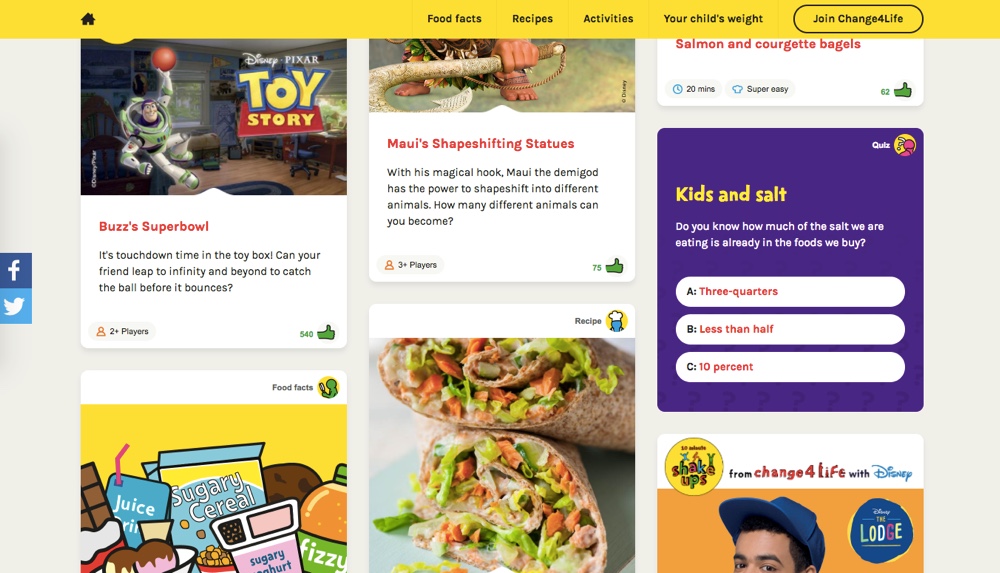 Food facts
Recipes
Activities
Your child's weight
Join Change4Life
Disney · PIXAR
TOY
STORY
©Disney/Pixar
Buzz's Superbowl
It's touchdown time in the toy box! Can your
friend leap to infinity and beyond to catch
the ball before it bounces?
2+ Players
540
Food facts
Juice
Sugary
Cereal
sugary
fizzy
© Disney
Maui's Shapeshifting Statues
With his magical hook, Maui the demigod
has the power to shapeshift into different
animals. How many different animals can
you become?
3+ Players
75
Recipe
Salmon and courgette bagels
20 mins
Super easy
62
Quiz
Kids and salt
Do you know how much of the salt we are
eating is already in the foods we buy?
A: Three-quarters
B: Less than half
C: 10 percent
10 minute
shake
ups
from change4life with Disney
Disney
THE
LODGE